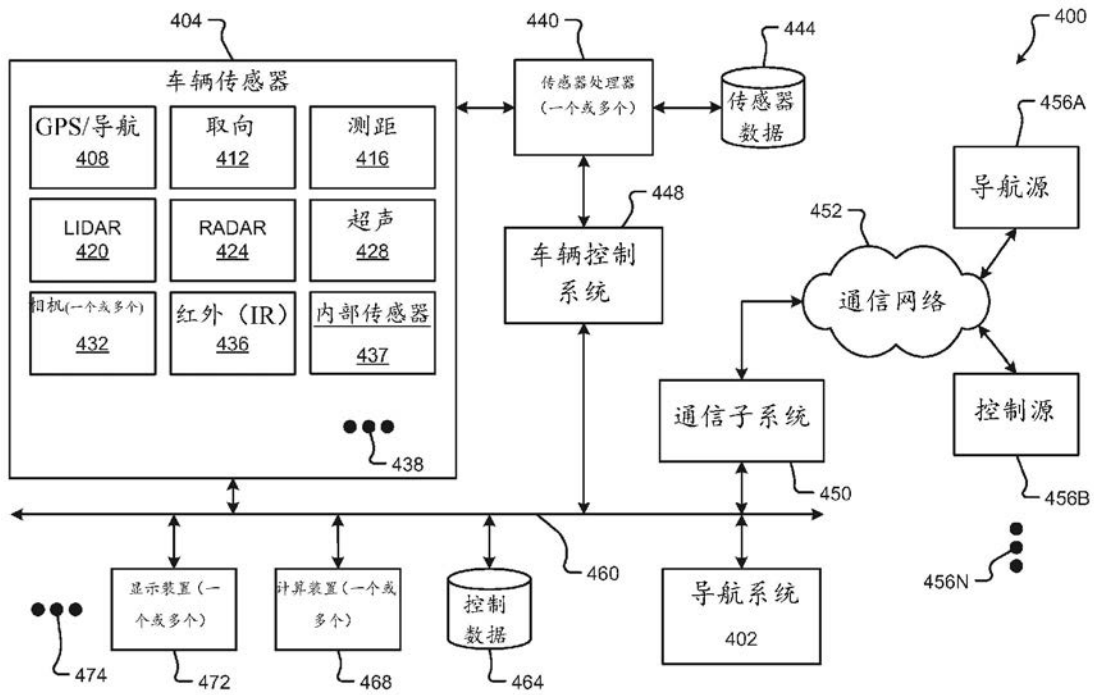 404
440
444
400
车辆传感器
GPS/导航
408
取向
412
测距
416
LIDAR
420
RADAR
424
超声
428
相机(一个或多个)
432
红外（IR）
436
内部传感器
437
438
传感器处理器
（一个或多个）
传感器
数据
448
车辆控制
系统
456A
导航源
452
通信网络
控制源
456B
456N
通信子系统
450
460
显示装置（一
个或多个）
472
474
计算装置（一个或
多个）
468
控制
数据
464
导航系统
402